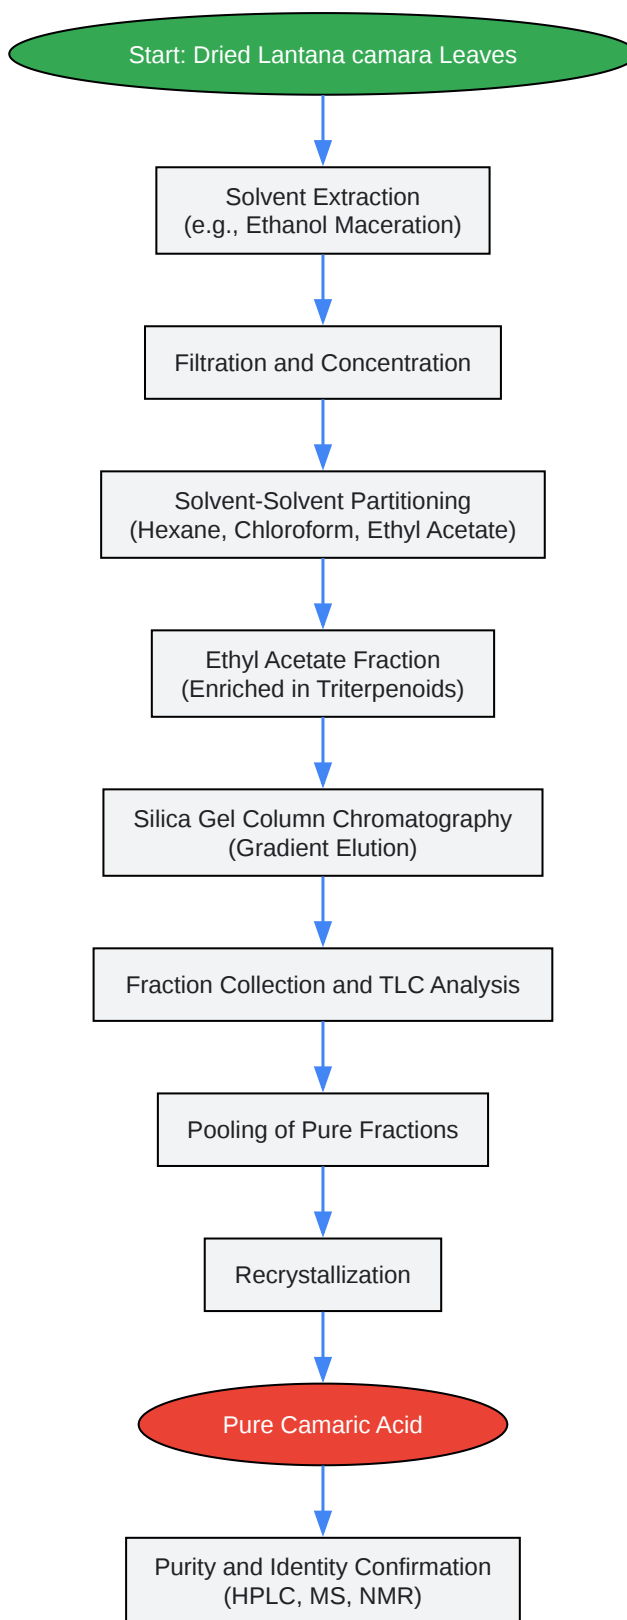 Start: Dried Lantana camara Leaves
Solvent Extraction
(e.g., Ethanol Maceration)
Filtration and Concentration
Solvent-Solvent Partitioning
(Hexane, Chloroform, Ethyl Acetate)
Ethyl Acetate Fraction
(Enriched in Triterpenoids)
Silica Gel Column Chromatography
(Gradient Elution)
Fraction Collection and TLC Analysis
Pooling of Pure Fractions
Recrystallization
Pure Camaric Acid
Purity and Identity Confirmation
(HPLC, MS, NMR)